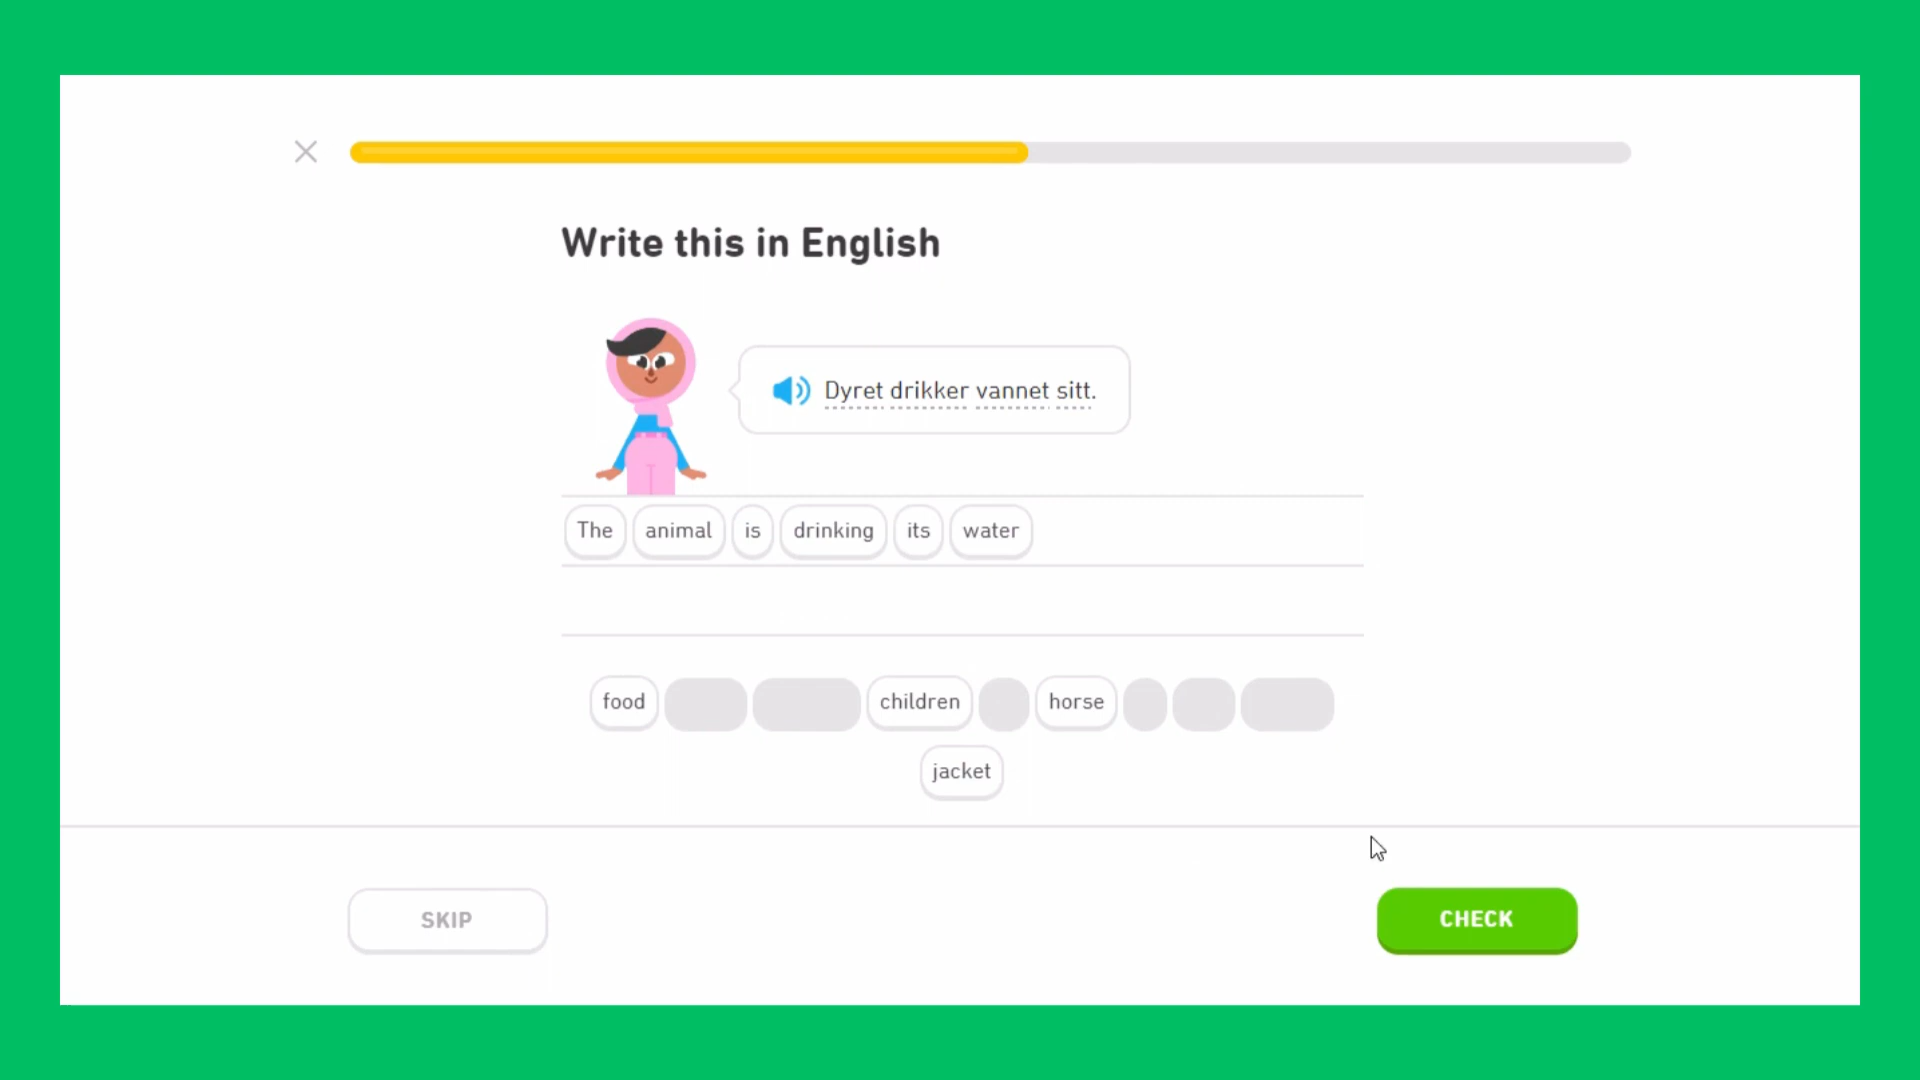 Write this in English
Dyret drikker vannet sitt.
The animal is drinking its water
food children horse
jacket
SKIP CHECK